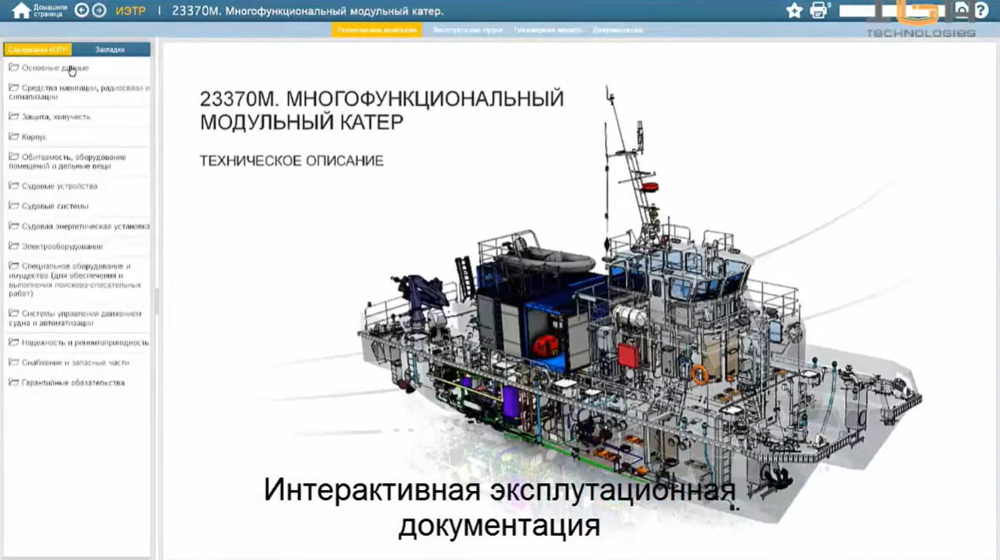 Домашняя
страница
ИЭТР | 23370М. Многофункциональный модульный катер.
0
?
TECHNOLOGIES
Техническое описание Эксплуатация судна Трехмерная модель Документация
Содержание ИЭТР Закладки
Основные данные
Средства навигации, радиосвязи и
сигнализации
Защита, живучесть
Корпус
Обитаемость, оборудование
помещений и дельные вещи
Судовые устройства
Судовые системы
Судовая энергетическая установка
Электрооборудование
Специальное оборудование и
имущество (для обеспечения и
выполнения поисково-спасательных
работ)
Системы управления движением
судна и автоматизации
Надежность и ремонтопригодность
Снабжение и запасные части
Гарантийные обязательства
23370М. МНОГОФУНКЦИОНАЛЬНЫЙ
МОДУЛЬНЫЙ КАТЕР
ТЕХНИЧЕСКОЕ ОПИСАНИЕ
Интерактивная эксплутационная
документация